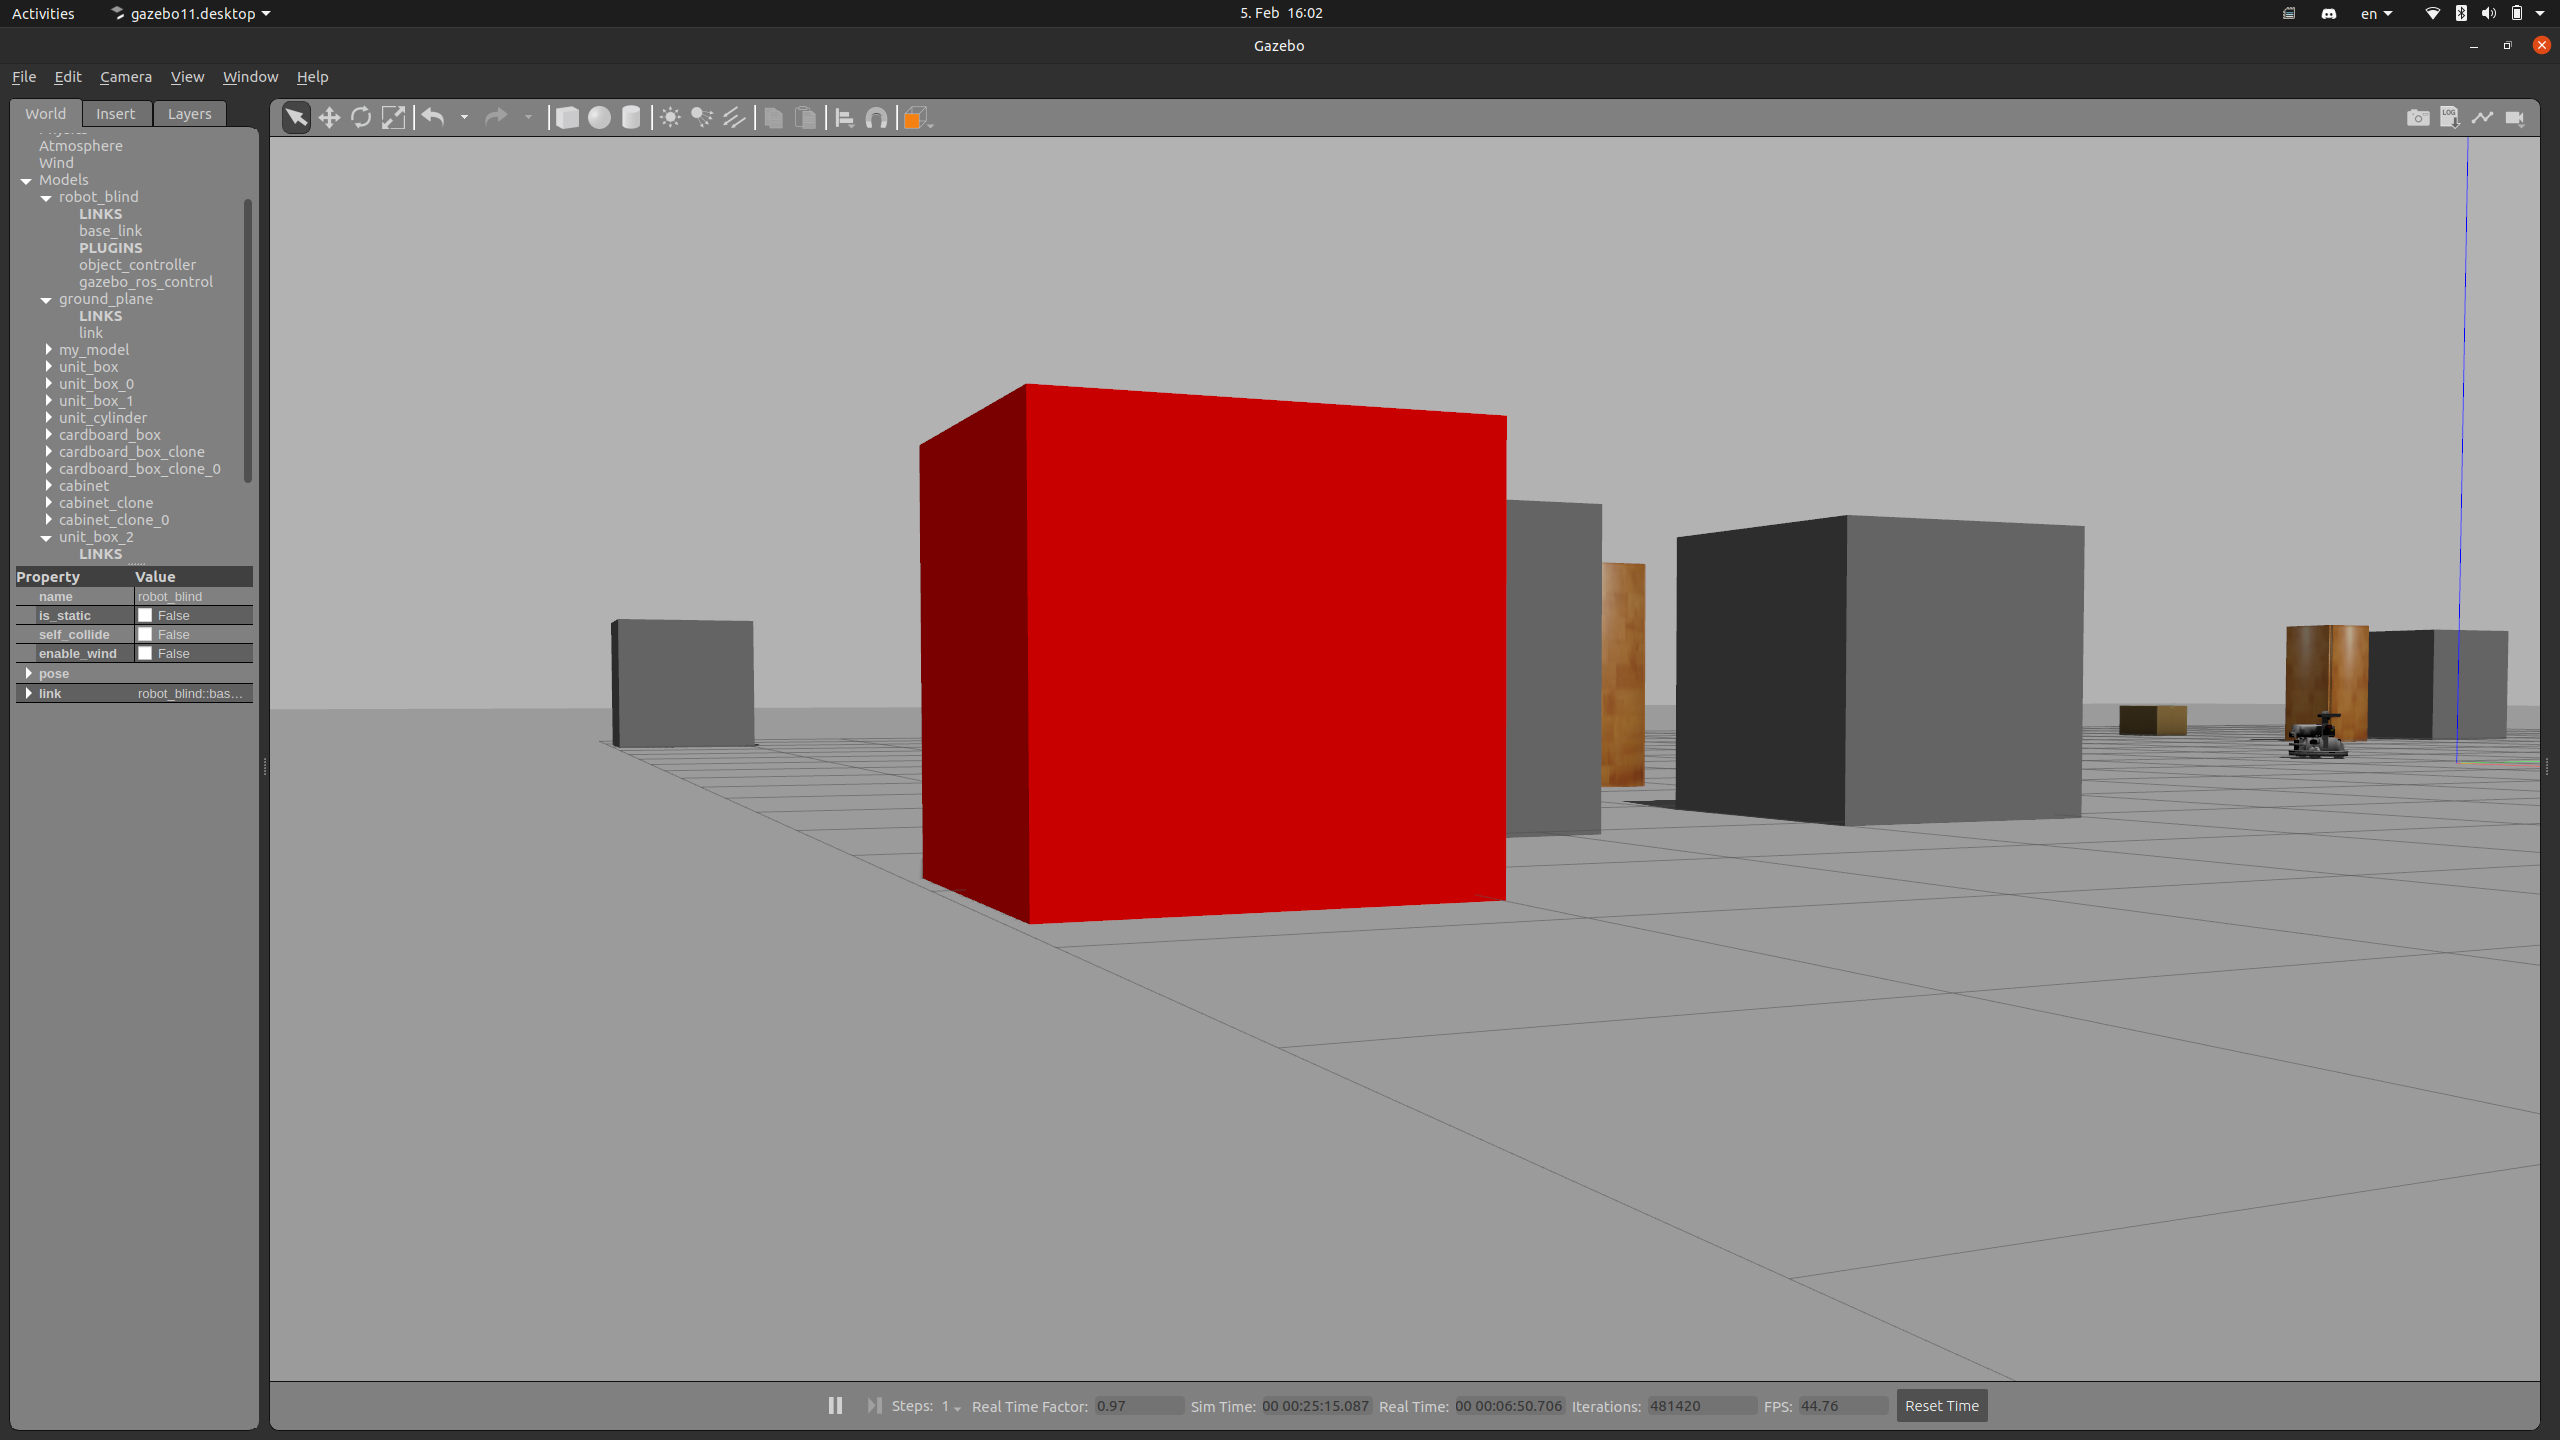 Activities gazebo11.desktop 5. Feb 16:02 en
Gazebo
File Edit Camera View Window Help
World Insert Layers
LOG
Physics
Atmosphere
Wind
Models
robot_blind
LINKS
base_link
PLUGINS
object_controller
gazebo_ros_control
ground_plane
LINKS
link
my_model
unit_box
unit_box_0
unit_box_1
unit_cylinder
cardboard_box
cardboard_box_clone
cardboard_box_clone_0
cabinet
cabinet_clone
cabinet_clone_0
unit_box_2
LINKS
Property Value
name robot_blind
is_static False
self_collide False
enable_wind False
pose
link robot_blind::bas...
Steps: 1 Real Time Factor: 0.97 Sim Time: 00 00:25:15.087 Real Time: 00 00:06:50.706 Iterations: 481420 FPS: 44.76 Reset Time